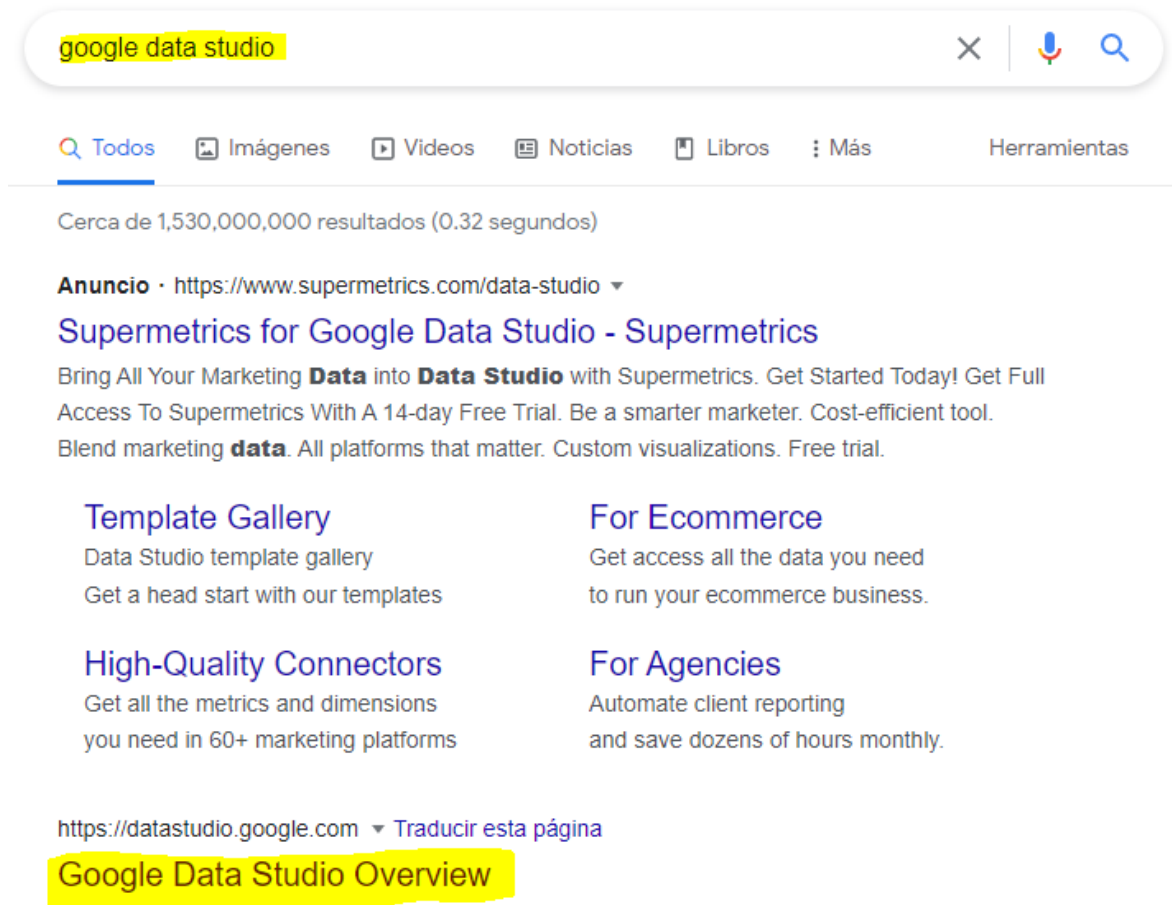 google data studio
Todos Imágenes Videos Noticias Libros Más Herramientas
Cerca de 1,530,000,000 resultados (0.32 segundos)
Anuncio · https://www.supermetrics.com/data-studio
Supermetrics for Google Data Studio - Supermetrics
Bring All Your Marketing Data into Data Studio with Supermetrics. Get Started Today! Get Full
Access To Supermetrics With A 14-day Free Trial. Be a smarter marketer. Cost-efficient tool.
Blend marketing data. All platforms that matter. Custom visualizations. Free trial.
Template Gallery
Data Studio template gallery
Get a head start with our templates
For Ecommerce
Get access all the data you need
to run your ecommerce business.
High-Quality Connectors
Get all the metrics and dimensions
you need in 60+ marketing platforms
For Agencies
Automate client reporting
and save dozens of hours monthly.
https://datastudio.google.com Traducir esta página
Google Data Studio Overview